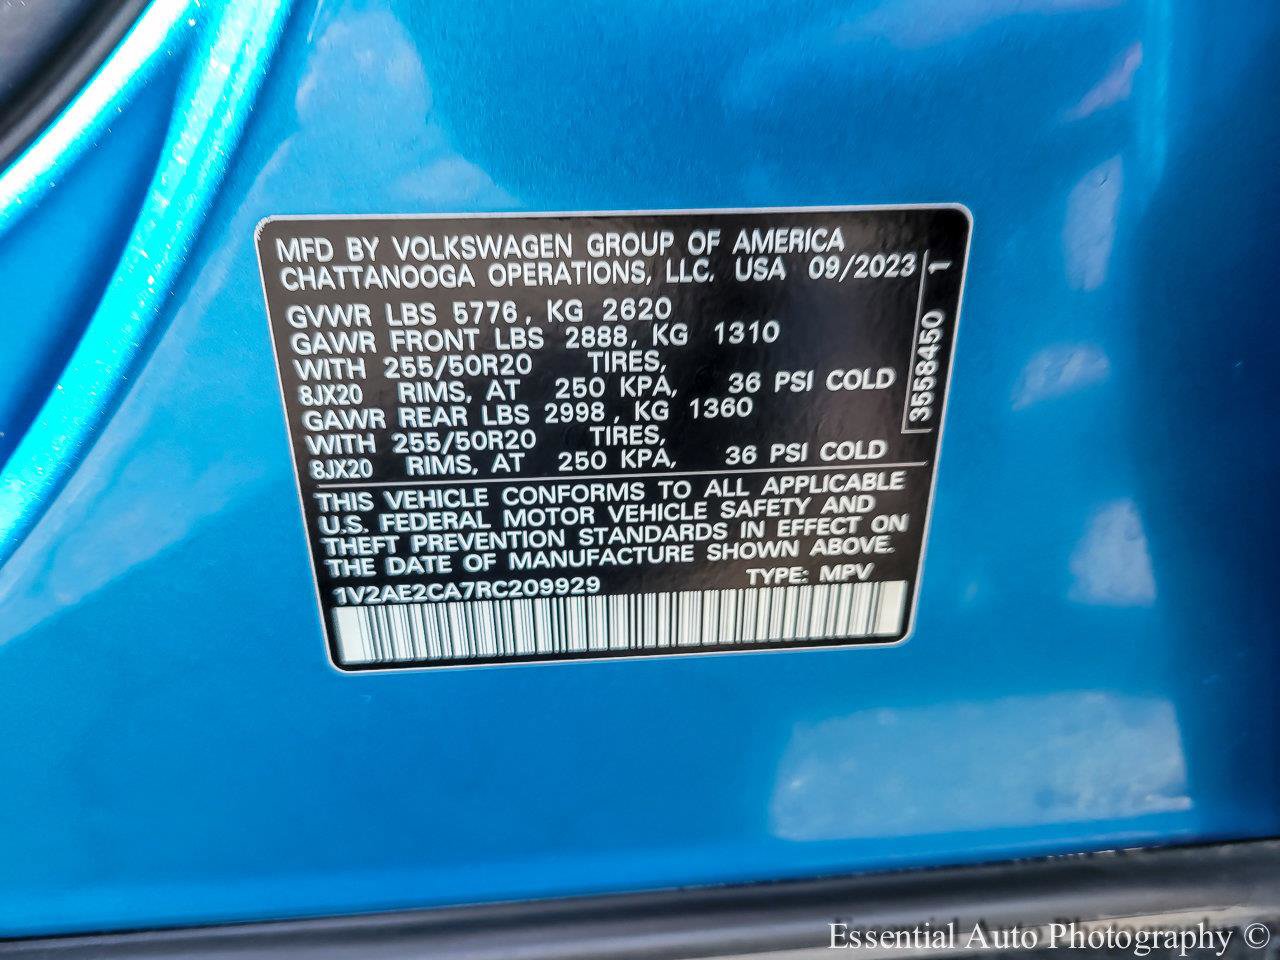 MFD BY VOLKSWAGEN GROUP OF AMERICA
CHATTANOOGA OPERATIONS, LLC. USA 09/2023
GVWR LBS 5776, KG 2620
GAWR FRONT LBS 2888, KG 1310
WITH 255/50R20 TIRES,
8JX20 RIMS, AT 250 KPA, 36 PSI COLD
GAWR REAR LBS 2998, KG 1360
WITH 255/50R20 TIRES,
8JX20 RIMS, AT 250 KPA, 36 PSI COLD
3558450 1
THIS VEHICLE CONFORMS TO ALL APPLICABLE
U.S. FEDERAL MOTOR VEHICLE SAFETY AND
THEFT PREVENTION STANDARDS IN EFFECT ON
THE DATE OF MANUFACTURE SHOWN ABOVE.
1V2AE2CA7RC209929 TYPE: MPV
Essential Auto Photography ©